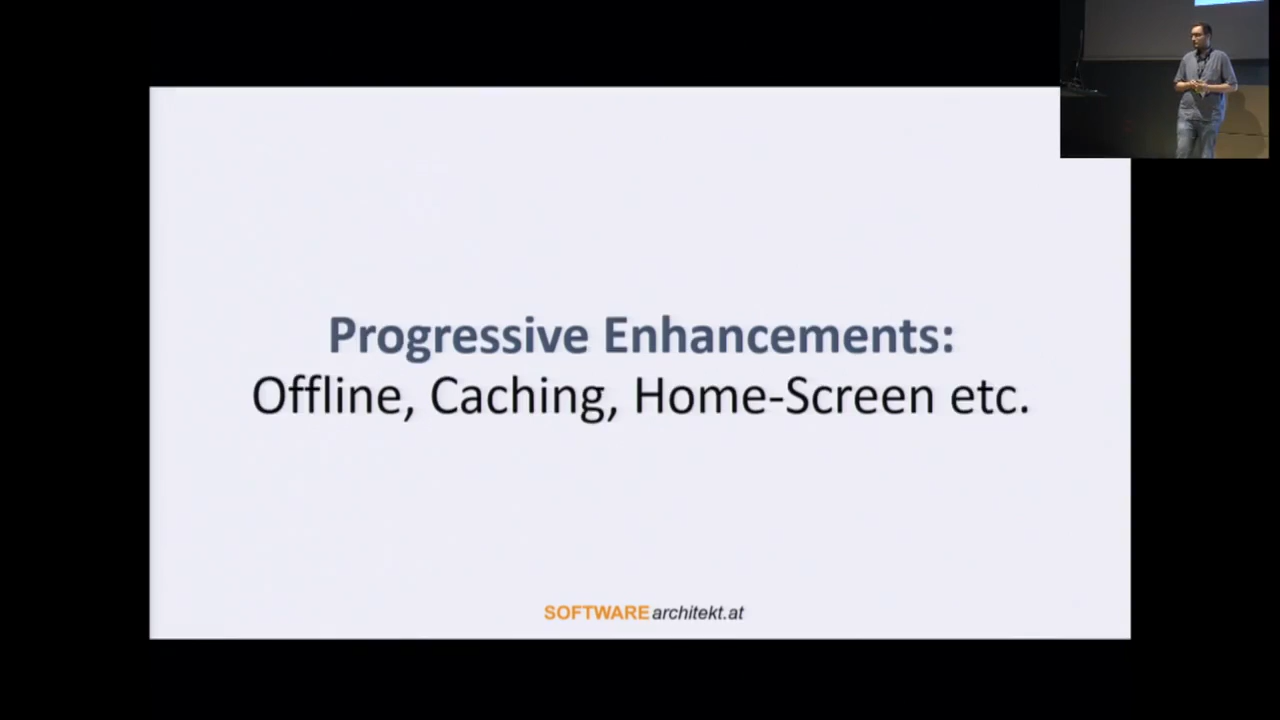 Progressive Enhancements:
Offline, Caching, Home-Screen etc.
SOFTWAREarchitekt.at